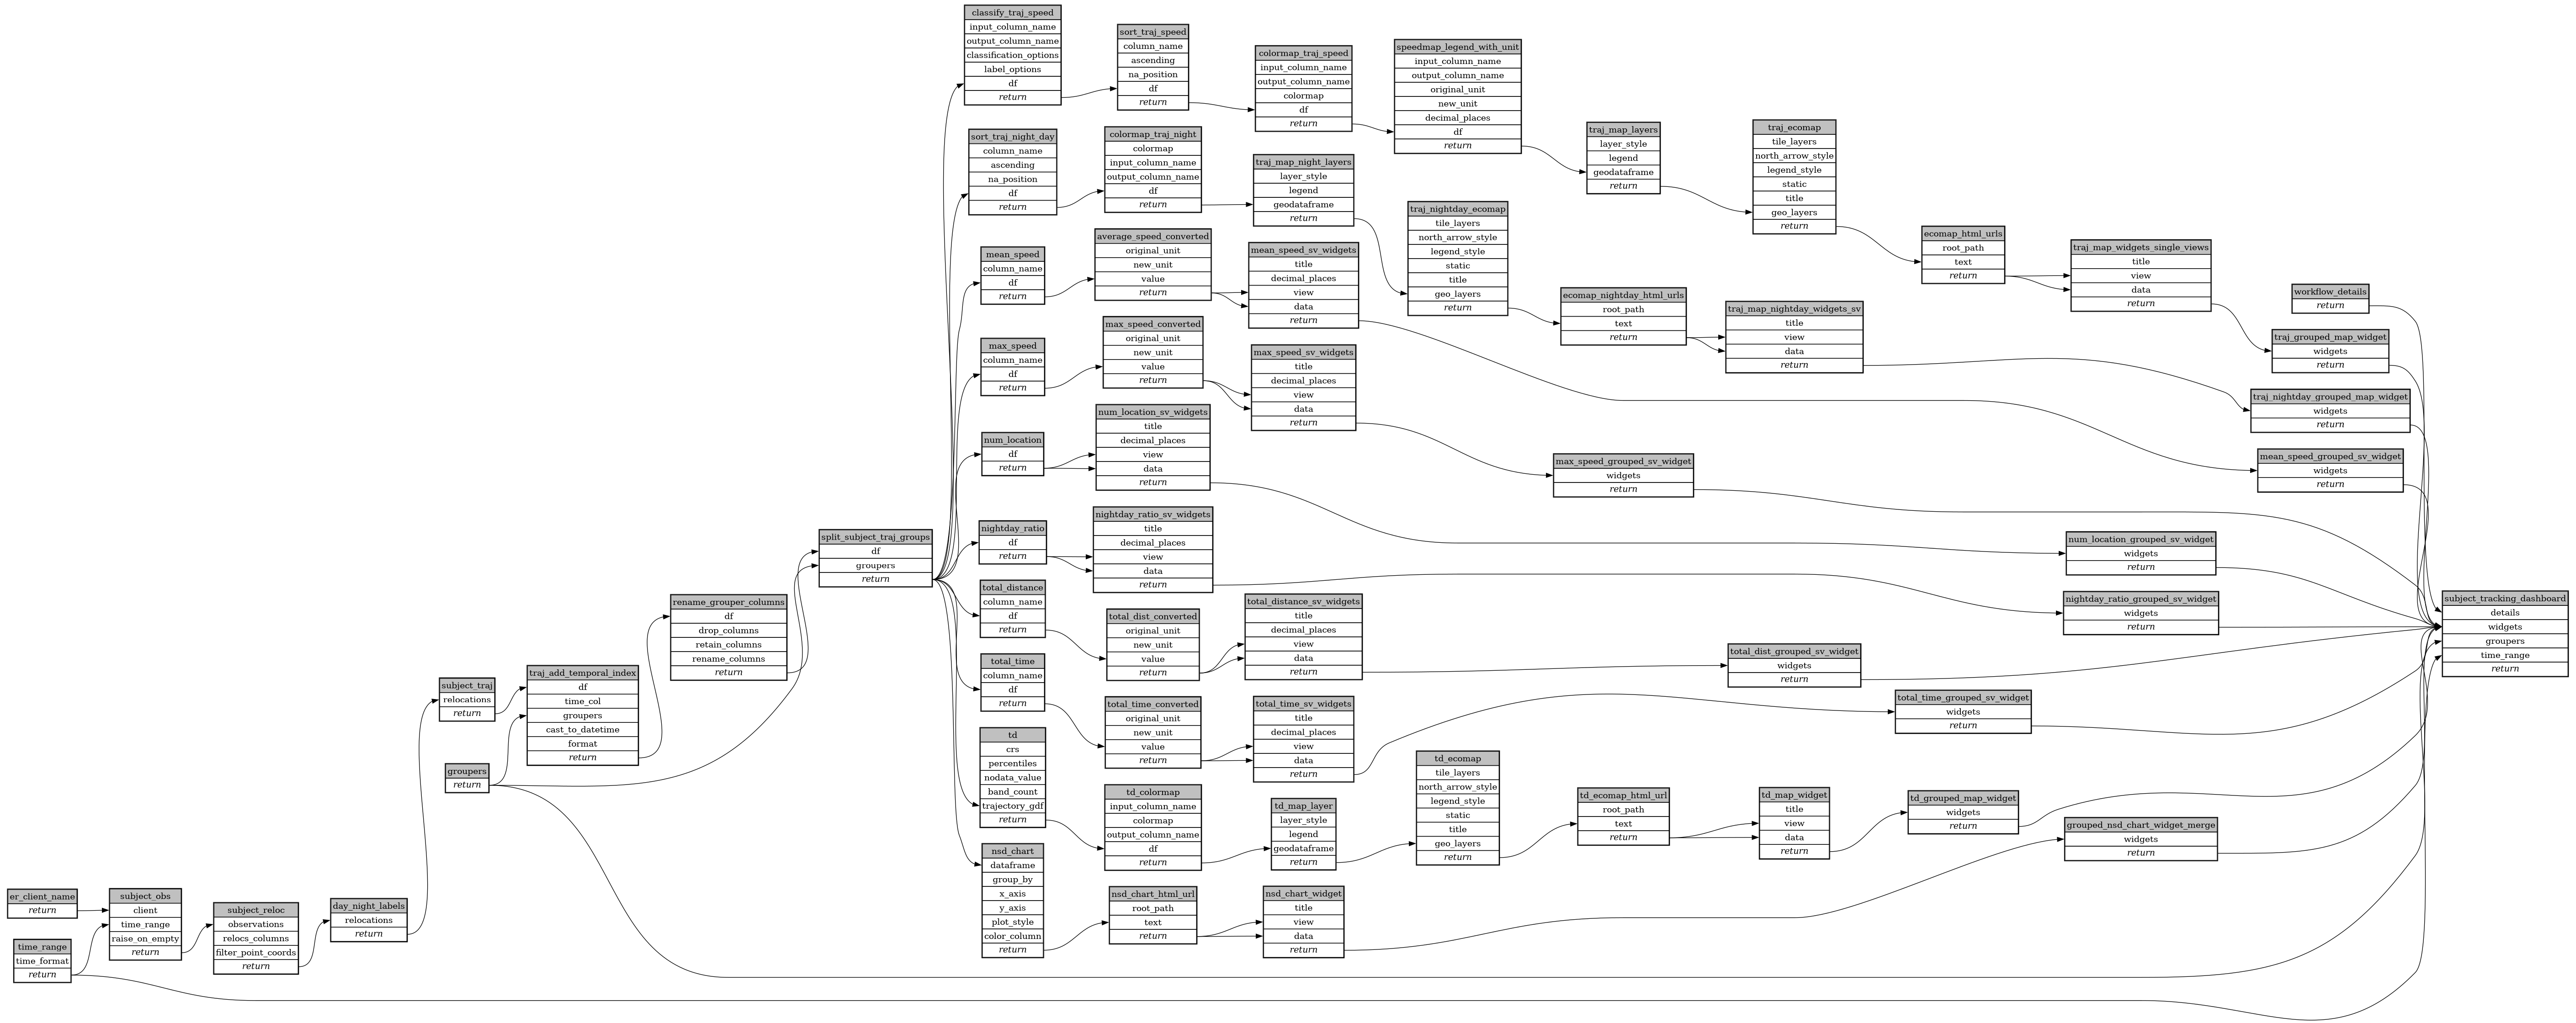 classify_traj_speed
input_column_name
output_column_name
classification_options
label_options
df
return
sort_traj_speed
column_name
ascending
na_position
df
return
colormap_traj_speed
input_column_name
output_column_name
colormap
df
return
speedmap_legend_with_unit
input_column_name
output_column_name
original_unit
new_unit
decimal_places
df
return
traj_map_layers
layer_style
legend
geodataframe
return
traj_ecomap
tile_layers
north_arrow_style
legend_style
static
title
geo_layers
return
ecomap_html_urls
root_path
text
return
traj_map_widgets_single_views
title
view
data
return
workflow_details
return
traj_grouped_map_widget
widgets
return
sort_traj_night_day
column_name
ascending
na_position
df
return
colormap_traj_night
colormap
input_column_name
output_column_name
df
return
traj_map_night_layers
layer_style
legend
geodataframe
return
traj_nightday_ecomap
tile_layers
north_arrow_style
legend_style
static
title
geo_layers
return
ecomap_nightday_html_urls
root_path
text
return
traj_map_nightday_widgets_sv
title
view
data
return
traj_nightday_grouped_map_widget
widgets
return
mean_speed
column_name
df
return
average_speed_converted
original_unit
new_unit
value
return
mean_speed_sv_widgets
title
decimal_places
view
data
return
mean_speed_grouped_sv_widget
widgets
return
max_speed
column_name
df
return
max_speed_converted
original_unit
new_unit
value
return
max_speed_sv_widgets
title
decimal_places
view
data
return
max_speed_grouped_sv_widget
widgets
return
num_location
df
return
num_location_sv_widgets
title
decimal_places
view
data
return
num_location_grouped_sv_widget
widgets
return
nightday_ratio
df
return
nightday_ratio_sv_widgets
title
decimal_places
view
data
return
nightday_ratio_grouped_sv_widget
widgets
return
split_subject_traj_groups
df
groupers
return
total_distance
column_name
df
return
total_dist_converted
original_unit
new_unit
value
return
total_distance_sv_widgets
title
decimal_places
view
data
return
total_dist_grouped_sv_widget
widgets
return
subject_tracking_dashboard
details
widgets
groupers
time_range
return
rename_grouper_columns
df
drop_columns
retain_columns
rename_columns
return
total_time
column_name
df
return
total_time_converted
original_unit
new_unit
value
return
total_time_sv_widgets
title
decimal_places
view
data
return
total_time_grouped_sv_widget
widgets
return
subject_traj
relocations
return
traj_add_temporal_index
df
time_col
groupers
cast_to_datetime
format
return
groupers
return
td
crs
percentiles
nodata_value
band_count
trajectory_gdf
return
td_colormap
input_column_name
colormap
output_column_name
df
return
td_map_layer
layer_style
legend
geodataframe
return
td_ecomap
tile_layers
north_arrow_style
legend_style
static
title
geo_layers
return
td_ecomap_html_url
root_path
text
return
td_map_widget
title
view
data
return
td_grouped_map_widget
widgets
return
grouped_nsd_chart_widget_merge
widgets
return
nsd_chart
dataframe
group_by
x_axis
y_axis
plot_style
color_column
return
nsd_chart_html_url
root_path
text
return
nsd_chart_widget
title
view
data
return
er_client_name
return
time_range
time_format
return
subject_obs
client
time_range
raise_on_empty
return
subject_reloc
observations
relocs_columns
filter_point_coords
return
day_night_labels
relocations
return